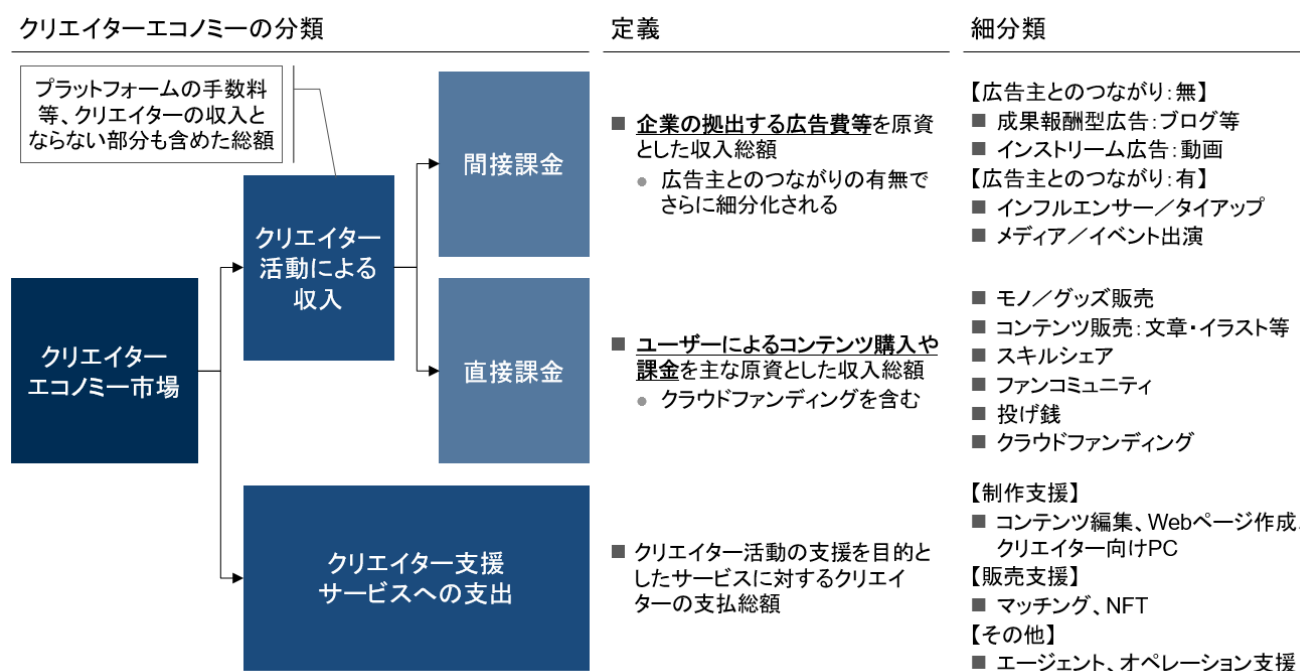 クリエイターエコノミーの分類
定義
細分類
プラットフォームの手数料
等、クリエイターの収入と
ならない部分も含めた総額
クリエイター
エコノミー市場
クリエイター
活動による
収入
間接課金
■ 企業の拠出する広告費等を原資
とした収入総額
● 広告主とのつながりの有無で
さらに細分化される
【広告主とのつながり：無】
■ 成果報酬型広告：ブログ等
■ インストリーム広告：動画
【広告主とのつながり：有】
■ インフルエンサー／タイアップ
■ メディア／イベント出演
直接課金
■ ユーザーによるコンテンツ購入や
課金を主な原資とした収入総額
● クラウドファンディングを含む
■ モノ／グッズ販売
■ コンテンツ販売：文章・イラスト等
■ スキルシェア
■ ファンコミュニティ
■ 投げ銭
■ クラウドファンディング
クリエイター支援
サービスへの支出
■ クリエイター活動の支援を目的と
したサービスに対するクリエイ
ターの支払総額
【制作支援】
■ コンテンツ編集、Webページ作成、
クリエイター向けPC
【販売支援】
■ マッチング、NFT
【その他】
■ エージェント、オペレーション支援